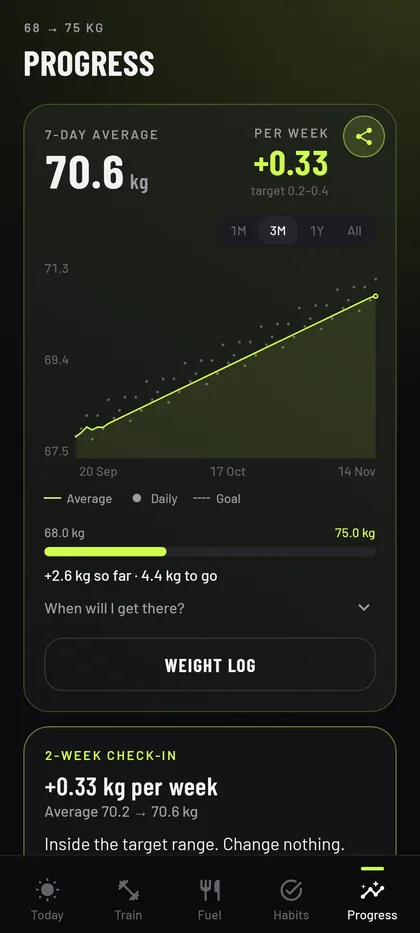 68 → 75 KG
PROGRESS
7-DAY AVERAGE
70.6 kg
PER WEEK
+0.33
target 0.2–0.4
1M 3M 1Y All
71.3
69.4
67.5
20 Sep 17 Oct 14 Nov
Average Daily Goal
68.0 kg 75.0 kg
+2.6 kg so far · 4.4 kg to go
When will I get there?
WEIGHT LOG
2-WEEK CHECK-IN
+0.33 kg per week
Average 70.2 → 70.6 kg
Inside the target range. Change nothing.
Today Train Fuel Habits Progress